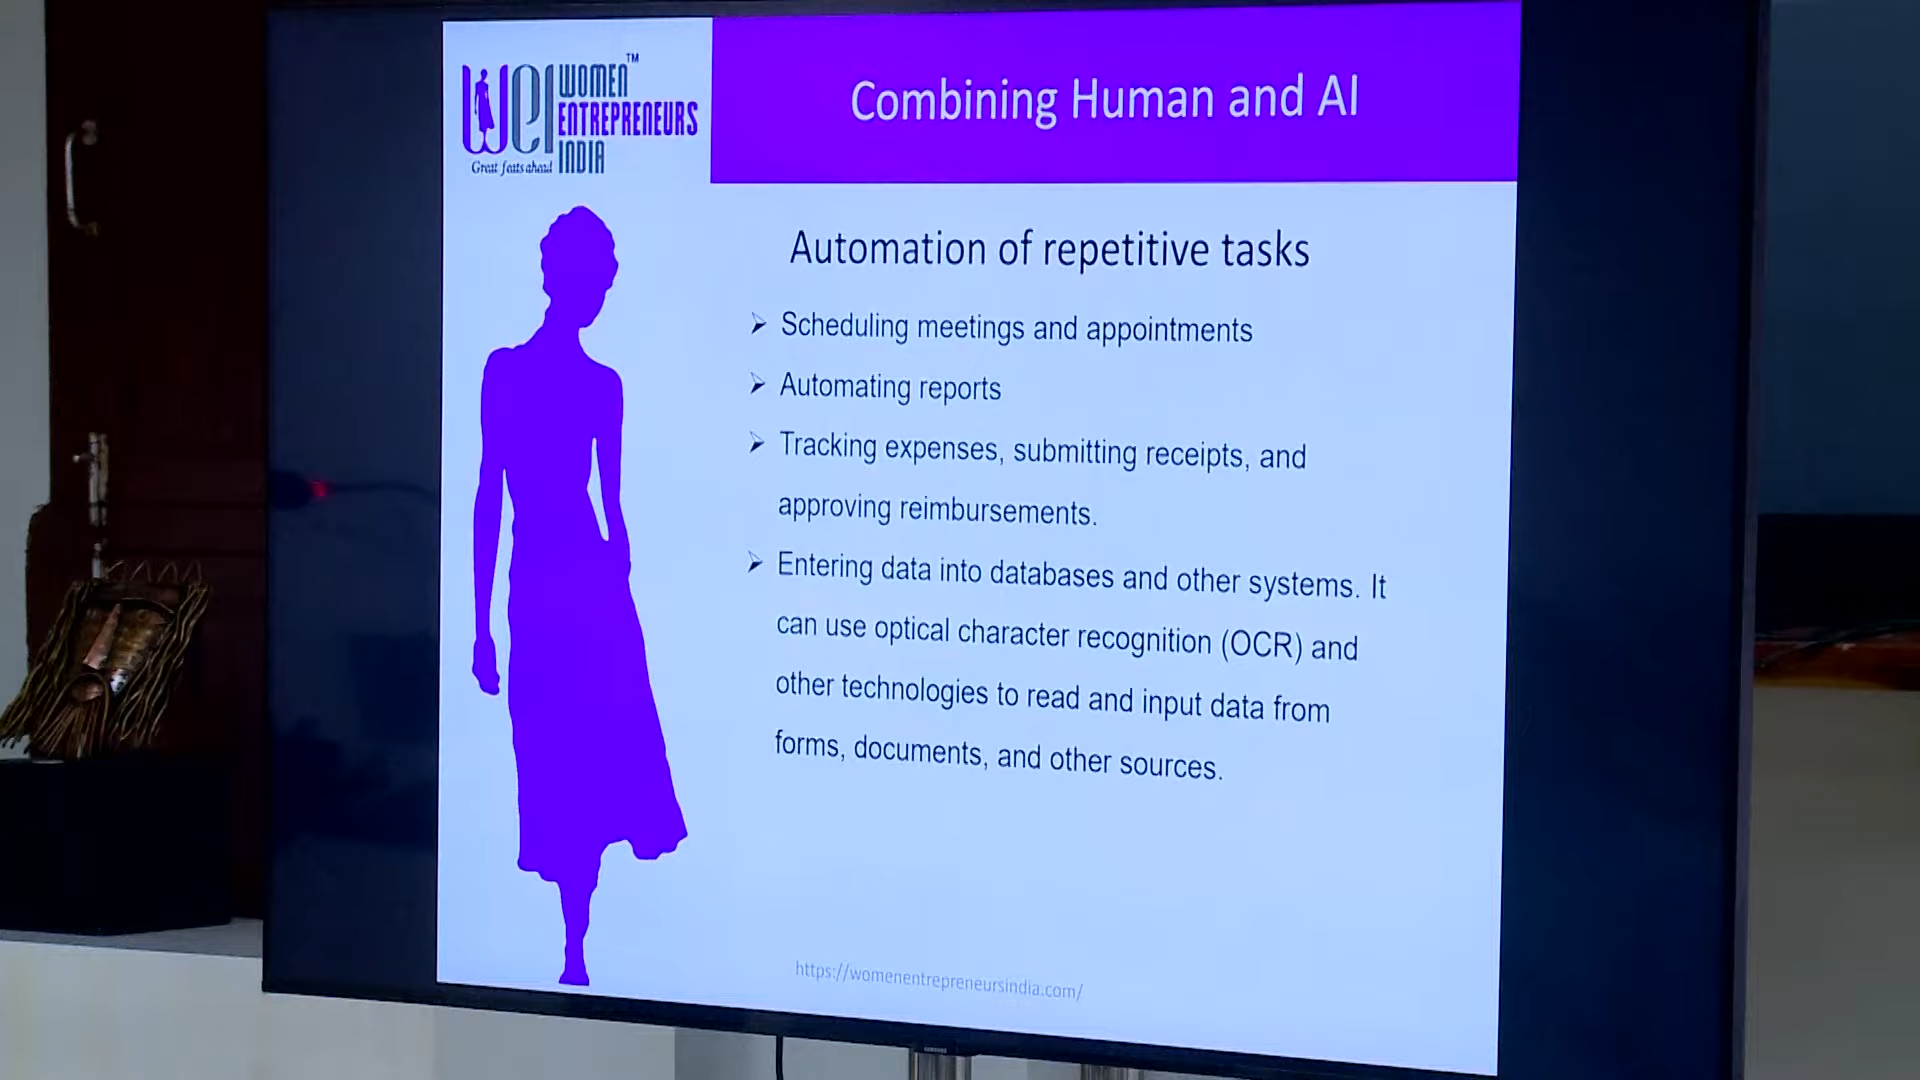 WOMEN™
ENTREPRENEURS
INDIA
wei
Great feats ahead
Combining Human and AI
Automation of repetitive tasks
➢ Scheduling meetings and appointments
➢ Automating reports
➢ Tracking expenses, submitting receipts, and
approving reimbursements.
➢ Entering data into databases and other systems. It
can use optical character recognition (OCR) and
other technologies to read and input data from
forms, documents, and other sources.
https://womenentrepreneursindia.com/
SAMSUNG